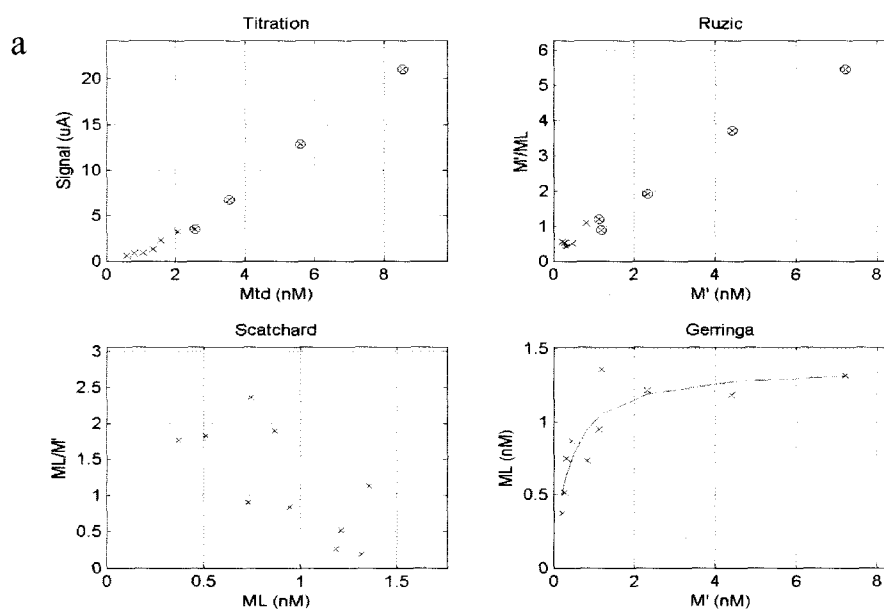 a
Titration
Signal (uA)
20
15
10
5
0
0 2 4 6 8
Mtd (nM)
Ruzic
M'/ML
6
5
4
3
2
1
0
0 2 4 6 8
M' (nM)
Scatchard
ML/M'
3
2.5
2
1.5
1
0.5
0
0 0.5 1 1.5
ML (nM)
Gerringa
ML (nM)
1.5
1
0.5
0
0 2 4 6 8
M' (nM)